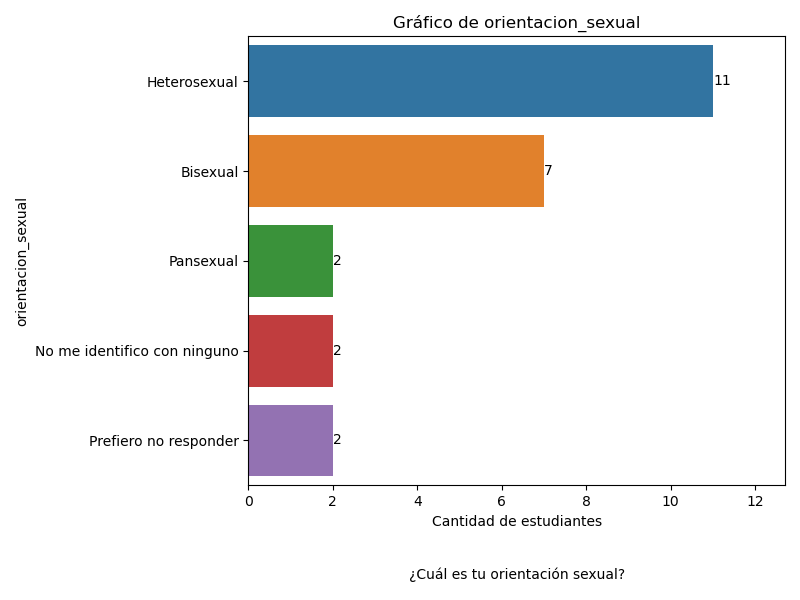 Gráfico de orientacion_sexual
orientacion_sexual
Heterosexual
11
Bisexual
7
Pansexual
2
No me identifico con ninguno
2
Prefiero no responder
2
0 2 4 6 8 10 12
Cantidad de estudiantes
¿Cuál es tu orientación sexual?